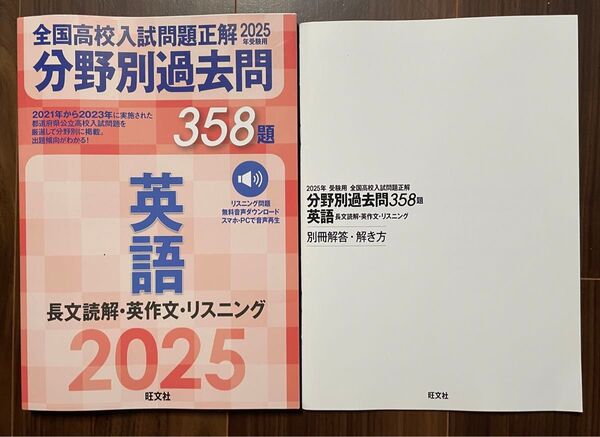 全国高校入試問題正解 2025
年受験用
分野別過去問
2021年から2023年に実施された
都道府県公立高校入試問題を
厳選して分野別に掲載。
出題傾向がわかる!
358題
リスニング問題
無料音声ダウンロード
スマホ・PCで音声再生
英語
長文読解・英作文・リスニング
2025
旺文社
2025年 受験用 全国高校入試問題正解
分野別過去問358題
英語 長文読解・英作文・リスニング
別冊解答・解き方
旺文社